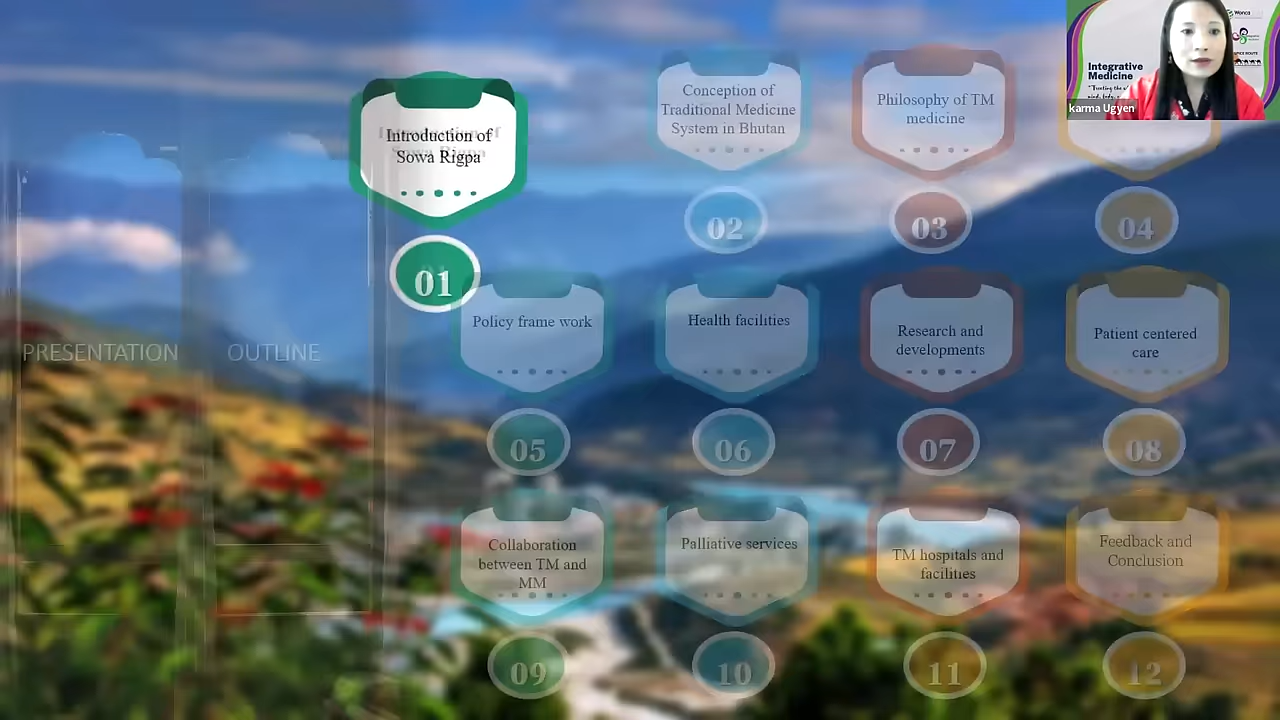 Introduction of
Sowa Rigpa
01
Conception of
Traditional Medicine
System in Bhutan
02
Philosophy of TM
medicine
03
04
PRESENTATION OUTLINE
Policy frame work
05
Health facilities
06
Research and
developments
07
Patient centered
care
08
Collaboration
between TM and
MM
09
Palliative services
10
TM hospitals and
facilities
11
Feedback and
Conclusion
12
Integrative
Medicine
karma Ugyen
Wonca